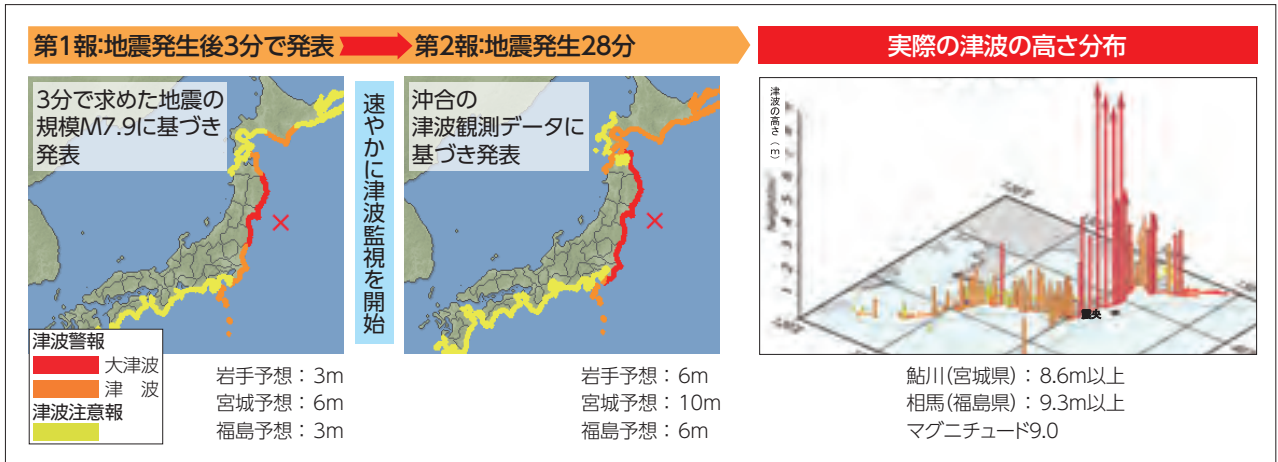 第1報:地震発生後3分で発表
第2報:地震発生28分
実際の津波の高さ分布
3分で求めた地震の
規模M7.9に基づき
発表
速やかに津波監視を開始
沖合の
津波観測データに
基づき発表
津波の高さ(m)
震央
津波警報
大津波
津 波
津波注意報
岩手予想:3m
宮城予想:6m
福島予想:3m
岩手予想:6m
宮城予想:10m
福島予想:6m
鮎川(宮城県):8.6m以上
相馬(福島県):9.3m以上
マグニチュード9.0